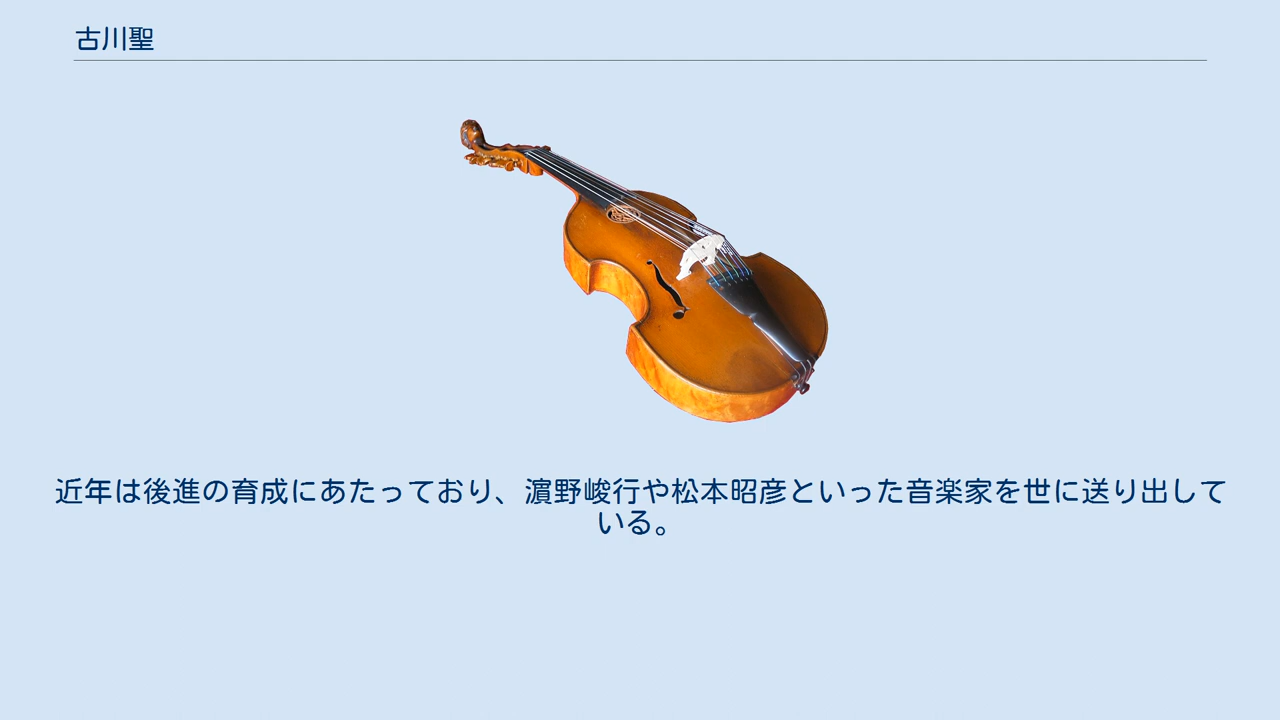 古川聖
近年は後進の育成にあたっており、濵野峻行や松本昭彦といった音楽家を世に送り出して
いる。